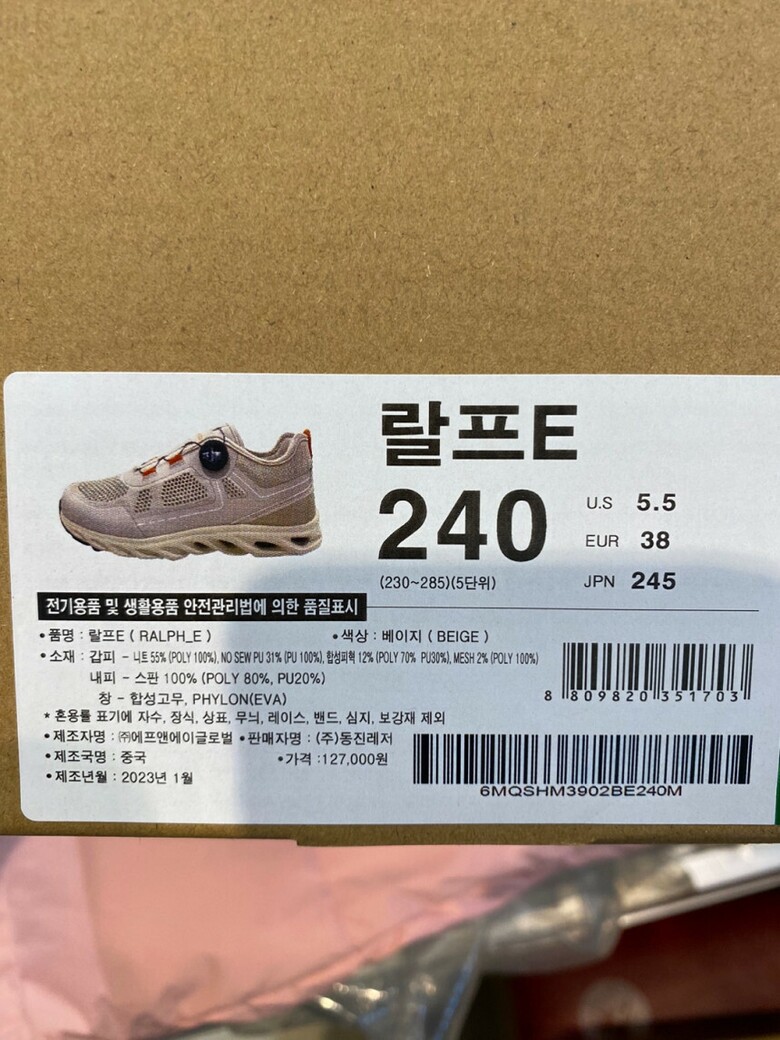 랄프E
240
U.S 5.5
EUR 38
JPN 245
(230~285)(5단위)
전기용품 및 생활용품 안전관리법에 의한 품질표시
• 품명 : 랄프E ( RALPH_E ) • 색상 : 베이지 ( BEIGE )
• 소재 : 갑피 - 니트 55% (POLY 100%), NO SEW PU 31% (PU 100%), 합성피혁 12% (POLY 70% PU30%), MESH 2% (POLY 100%)
내피 - 스판 100% (POLY 80%, PU20%)
창 - 합성고무, PHYLON(EVA)
* 혼용률 표기에 자수, 장식, 상표, 무늬, 레이스, 밴드, 심지, 보강재 제외
• 제조자명 : ㈜에프앤에이글로벌 • 판매자명 : (주)동진레저
• 제조국명 : 중국 • 가격 : 127,000원
• 제조년월 : 2023년 1월
8 809820 351703
6MQSHM3902BE240M